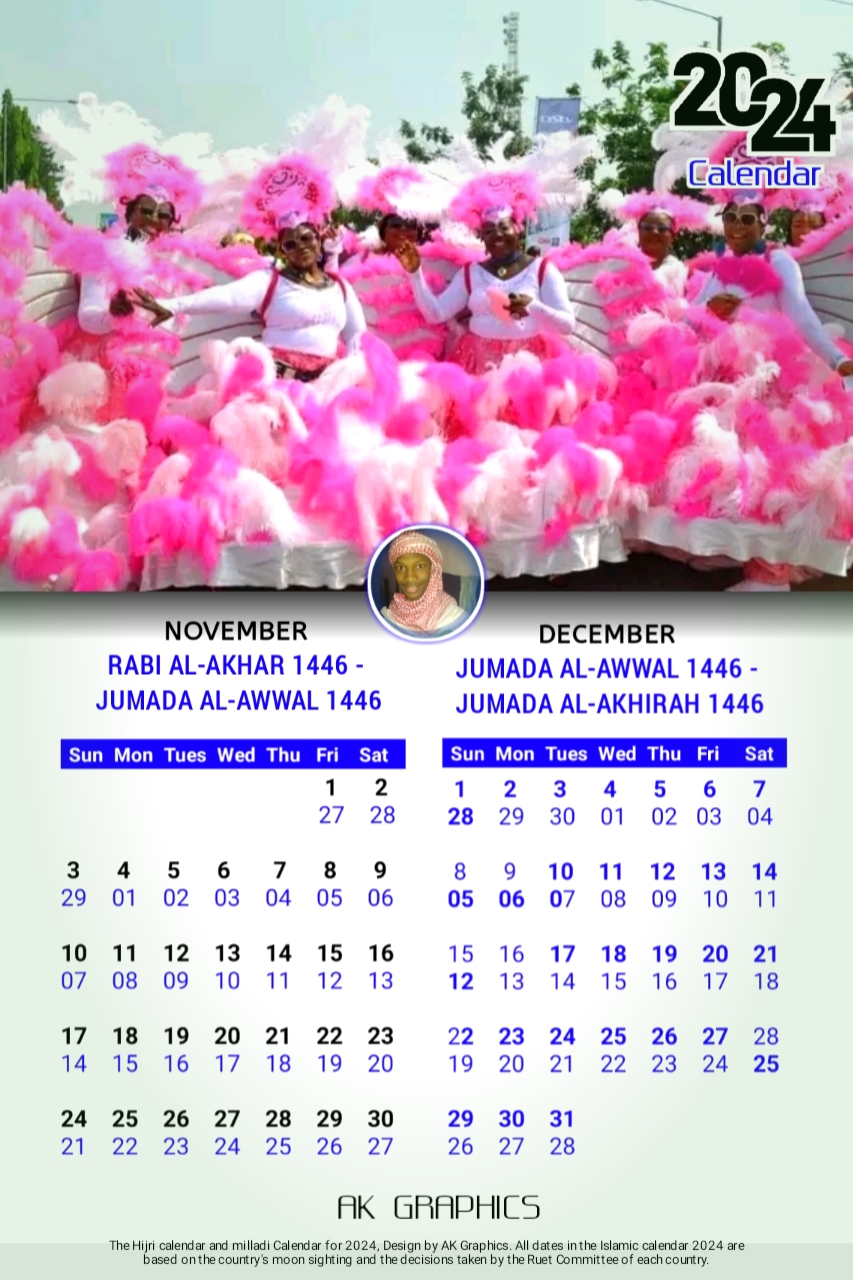 2024
Calendar
NOVEMBER
RABI AL-AKHAR 1446 -
JUMADA AL-AWWAL 1446
Sun Mon Tues Wed Thu Fri Sat
1 2
27 28
3 4 5 6 7 8 9
29 01 02 03 04 05 06
10 11 12 13 14 15 16
07 08 09 10 11 12 13
17 18 19 20 21 22 23
14 15 16 17 18 19 20
24 25 26 27 28 29 30
21 22 23 24 25 26 27
DECEMBER
JUMADA AL-AWWAL 1446 -
JUMADA AL-AKHIRAH 1446
Sun Mon Tues Wed Thu Fri Sat
1 2 3 4 5 6 7
28 29 30 01 02 03 04
8 9 10 11 12 13 14
05 06 07 08 09 10 11
15 16 17 18 19 20 21
12 13 14 15 16 17 18
22 23 24 25 26 27 28
19 20 21 22 23 24 25
29 30 31
26 27 28
AK GRAPHICS
The Hijri calendar and milladi Calendar for 2024, Design by AK Graphics. All dates in the Islamic calendar 2024 are
based on the country's moon sighting and the decisions taken by the Ruet Committee of each country.